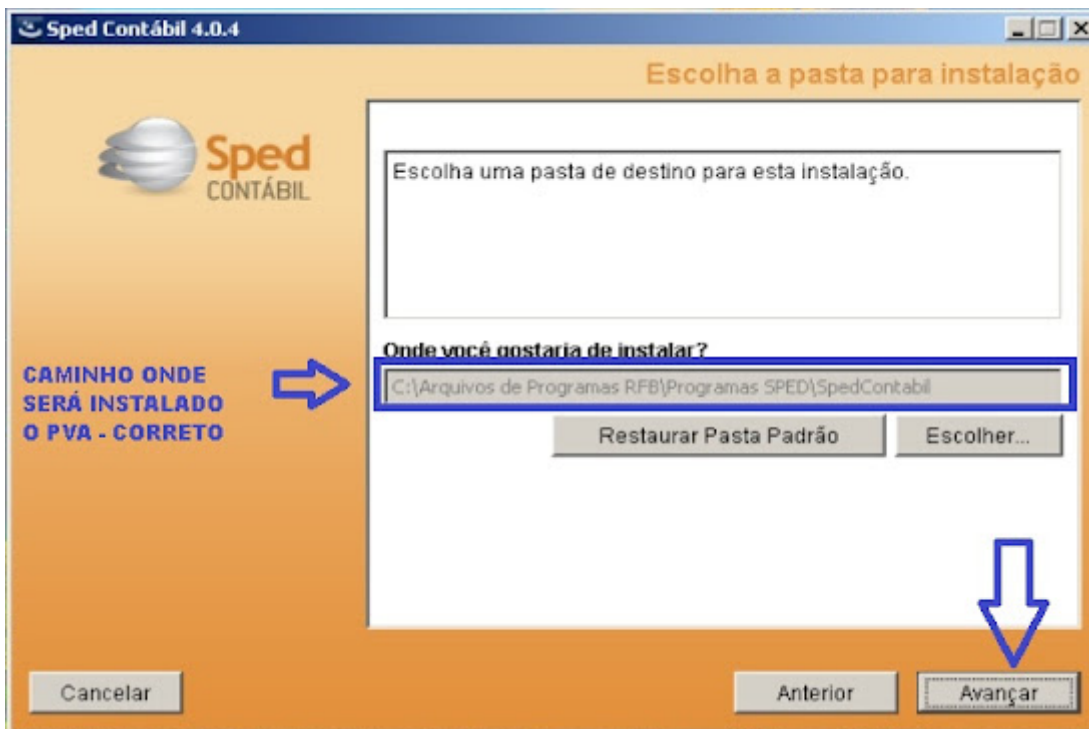 Sped Contábil 4.0.4
Escolha a pasta para instalação
Sped
CONTÁBIL
Escolha uma pasta de destino para esta instalação.
Onde você gostaria de instalar?
CAMINHO ONDE
SERÁ INSTALADO
O PVA - CORRETO
C:\Arquivos de Programas RFB\Programas SPED\SpedContabil
Restaurar Pasta Padrão
Escolher...
Cancelar
Anterior
Avançar